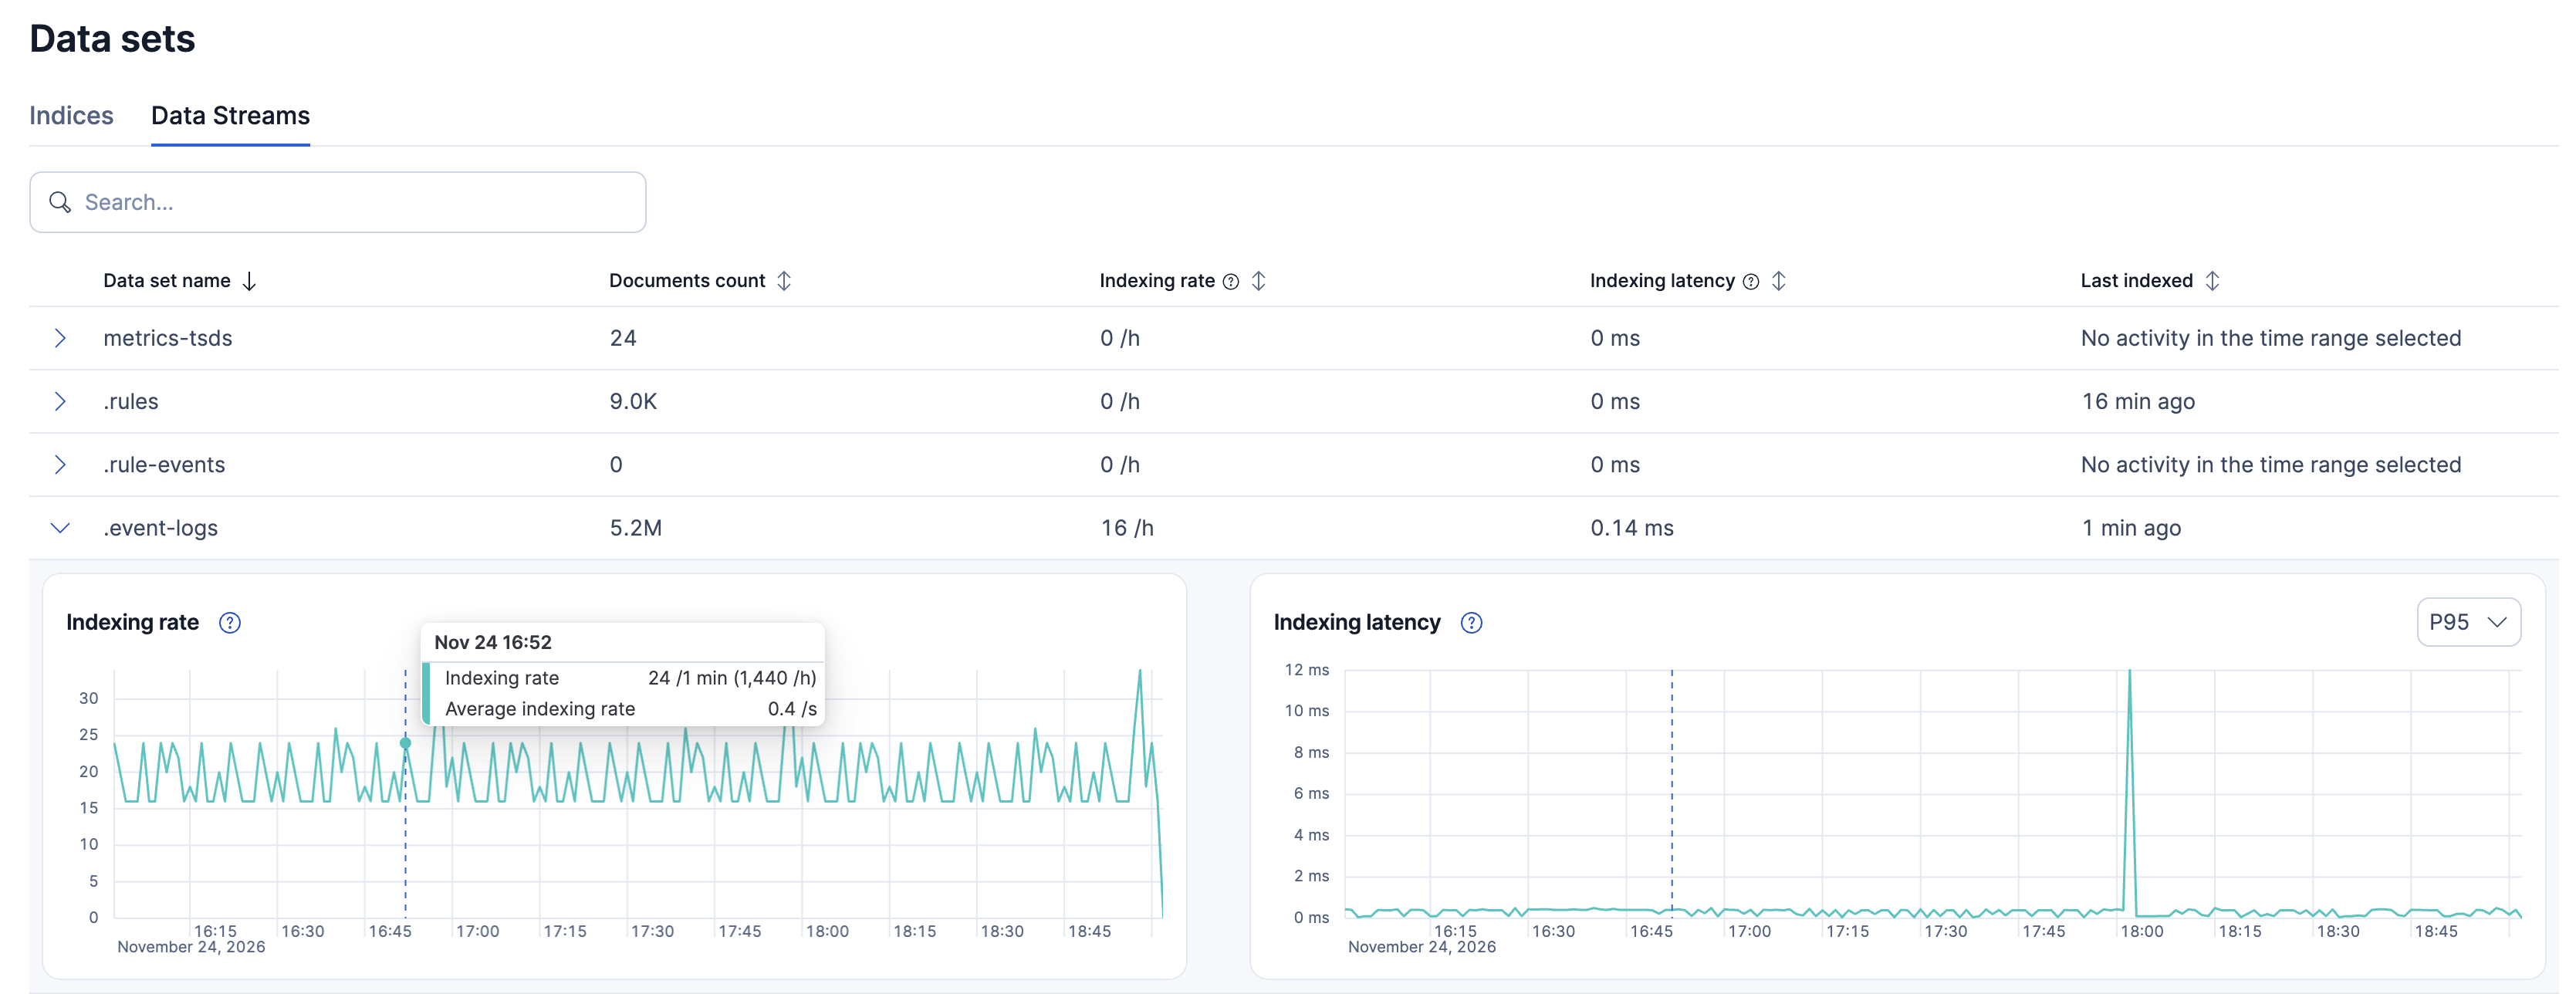 Data sets
Indices Data Streams
Search...
Data set name Documents count Indexing rate Indexing latency Last indexed
metrics-tsds 24 0 /h 0 ms No activity in the time range selected
.rules 9.0K 0 /h 0 ms 16 min ago
.rule-events 0 0 /h 0 ms No activity in the time range selected
.event-logs 5.2M 16 /h 0.14 ms 1 min ago
Indexing rate
Nov 24 16:52
Indexing rate 24 /1 min (1,440 /h)
Average indexing rate 0.4 /s
30
25
20
15
10
5
0
16:15 16:30 16:45 17:00 17:15 17:30 17:45 18:00 18:15 18:30 18:45
November 24, 2026
Indexing latency
P95
12 ms
10 ms
8 ms
6 ms
4 ms
2 ms
0 ms
16:15 16:30 16:45 17:00 17:15 17:30 17:45 18:00 18:15 18:30 18:45
November 24, 2026